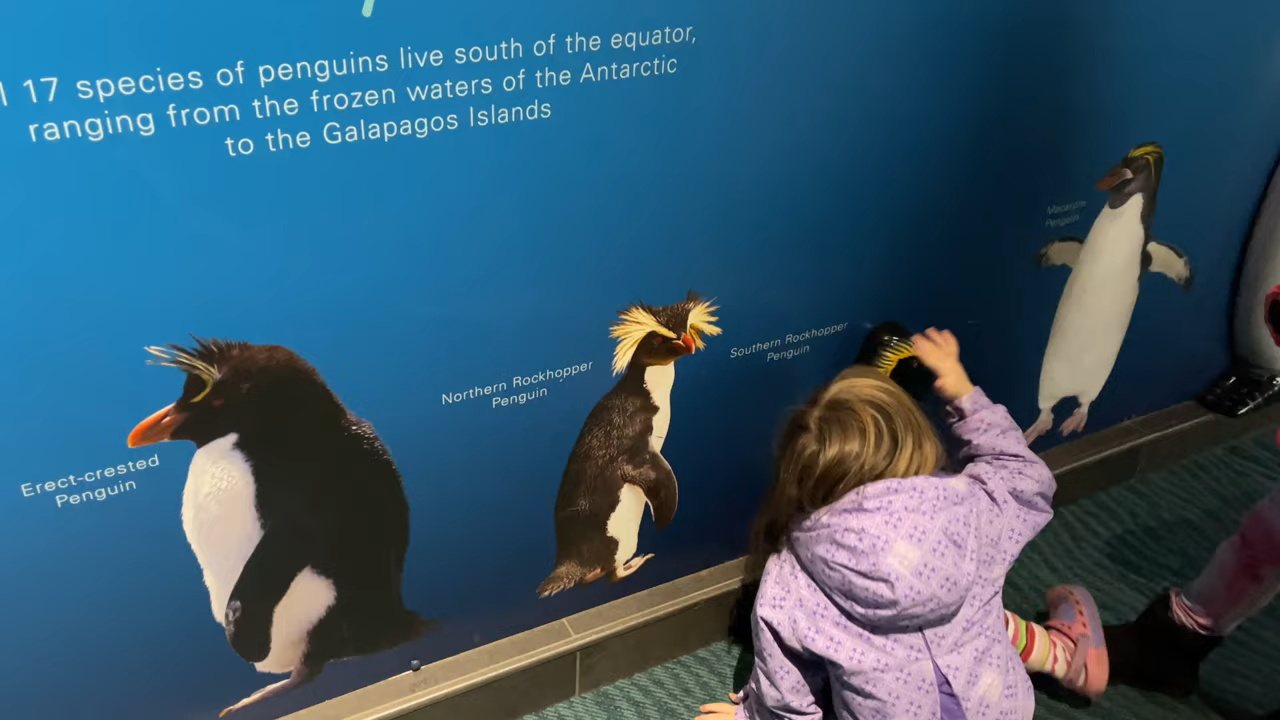 17 species of penguins live south of the equator,
ranging from the frozen waters of the Antarctic
to the Galapagos Islands
Northern Rockhopper
Penguin
Southern Rockhopper
Penguin
Macaroni
Penguin
Erect-crested
Penguin